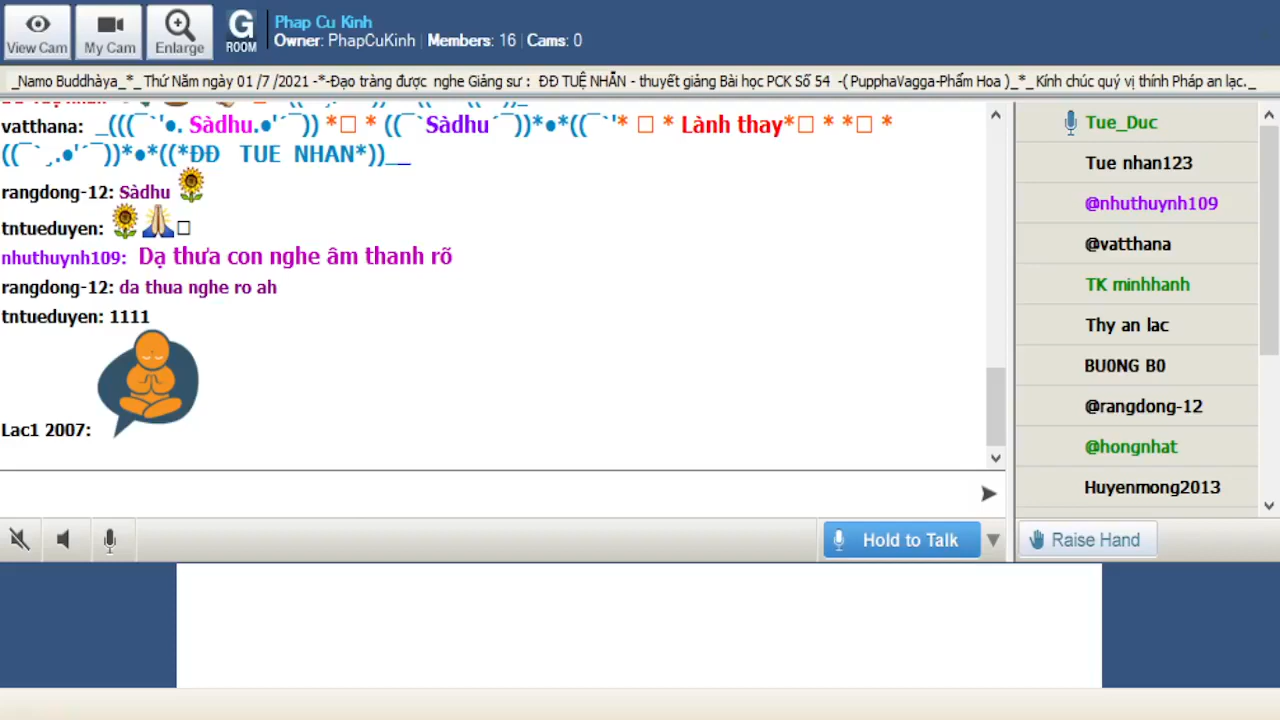 Phap Cu Kinh
Owner: PhapCuKinh Members: 16 Cams: 0
View Cam
My Cam
Enlarge
G
ROOM
_Namo Buddhàya_*_ Thứ Năm ngày 01 /7 /2021 -*-Đạo tràng được nghe Giảng sư : ĐĐ TUỆ NHẪN - thuyết giảng Bài học PCK Số 54 -( PupphaVagga-Phẩm Hoa )_*_ Kính chúc quý vị thính Pháp an lạc._
vatthana: _(((¯`'●. Sàdhu.●'´¯)) *□ * ((¯`Sàdhu´¯))*●*((¯`'* □ * Lành thay*□ * *□ *
((¯`¸.●'´¯))*●*((*ĐĐ TUE NHAN*))__
rangdong-12: Sàdhu 🌻
tntueduyen: 🌻🙏□
nhuthuynh109: Dạ thưa con nghe âm thanh rõ
rangdong-12: da thua nghe ro ah
tntueduyen: 1111
Lac1 2007:
Hold to Talk
Tue_Duc
Tue nhan123
@nhuthuynh109
@vatthana
TK minhhanh
Thy an lac
BU0NG B0
@rangdong-12
@hongnhat
Huyenmong2013
Raise Hand